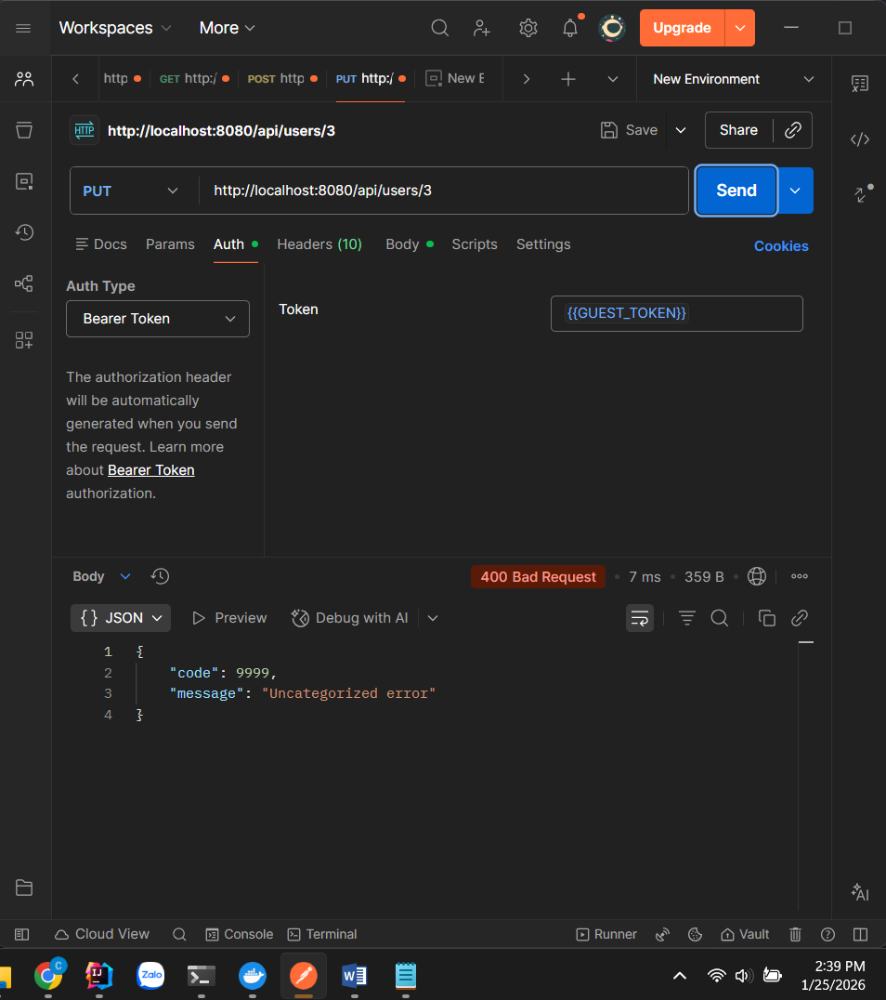 Workspaces More Upgrade
http GET http:/ POST http PUT http:/ New E New Environment
HTTP http://localhost:8080/api/users/3 Save Share
PUT http://localhost:8080/api/users/3 Send
Docs Params Auth Headers (10) Body Scripts Settings Cookies
Auth Type
Bearer Token
Token {{GUEST_TOKEN}}
The authorization header
will be automatically
generated when you send
the request. Learn more
about Bearer Token
authorization.
Body 400 Bad Request 7 ms 359 B
{} JSON Preview Debug with AI
1 {
2 "code": 9999,
3 "message": "Uncategorized error"
4 }
AI
Cloud View Console Terminal Runner Vault
C IJ Zalo W
2:39 PM
1/25/2026